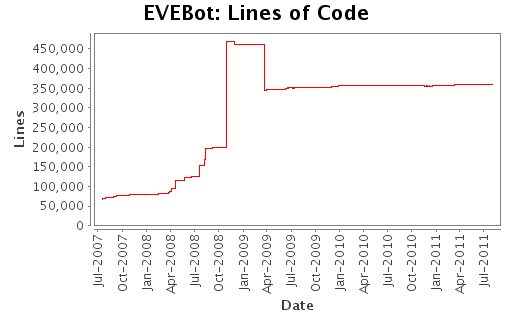 EVEBot: Lines of Code
Lines
450,000
400,000
350,000
300,000
250,000
200,000
150,000
100,000
50,000
0
Jul-2007
Oct-2007
Jan-2008
Apr-2008
Jul-2008
Oct-2008
Jan-2009
Apr-2009
Jul-2009
Oct-2009
Jan-2010
Apr-2010
Jul-2010
Oct-2010
Jan-2011
Apr-2011
Jul-2011
Date